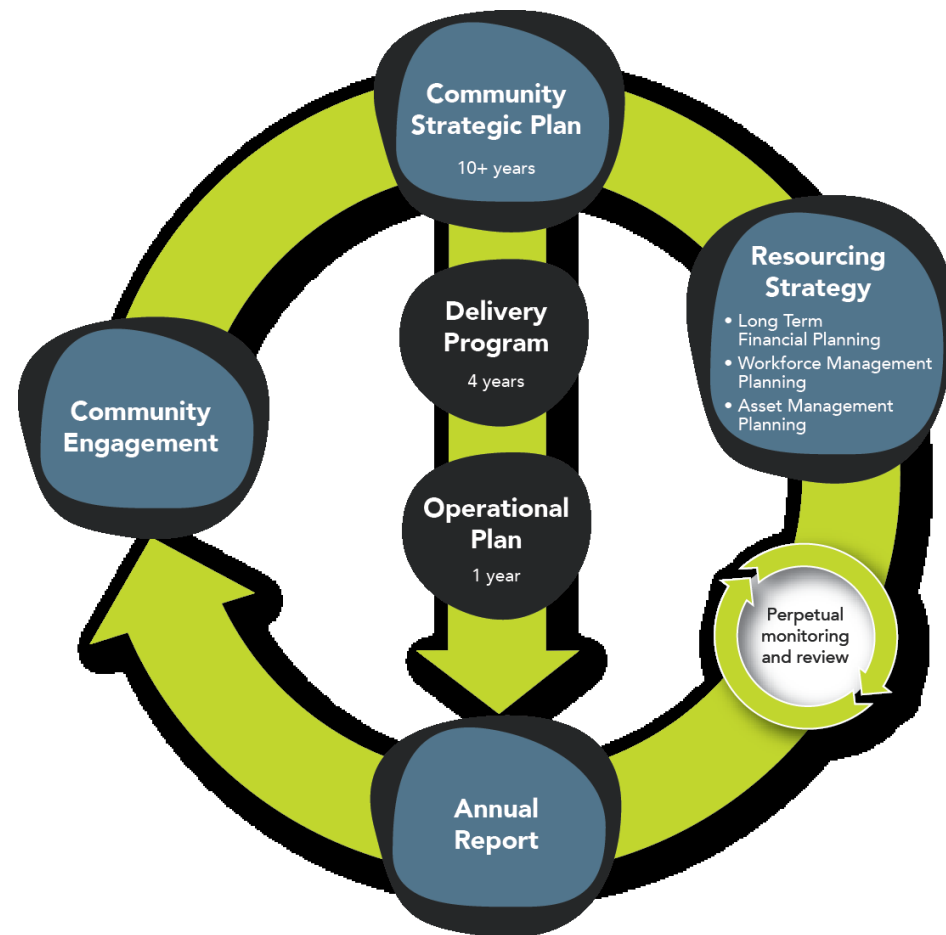 Community
Strategic Plan
10+ years
Resourcing
Strategy
• Long Term
Financial Planning
• Workforce Management
Planning
• Asset Management
Planning
Delivery
Program
4 years
Community
Engagement
Operational
Plan
1 year
Perpetual
monitoring
and review
Annual
Report